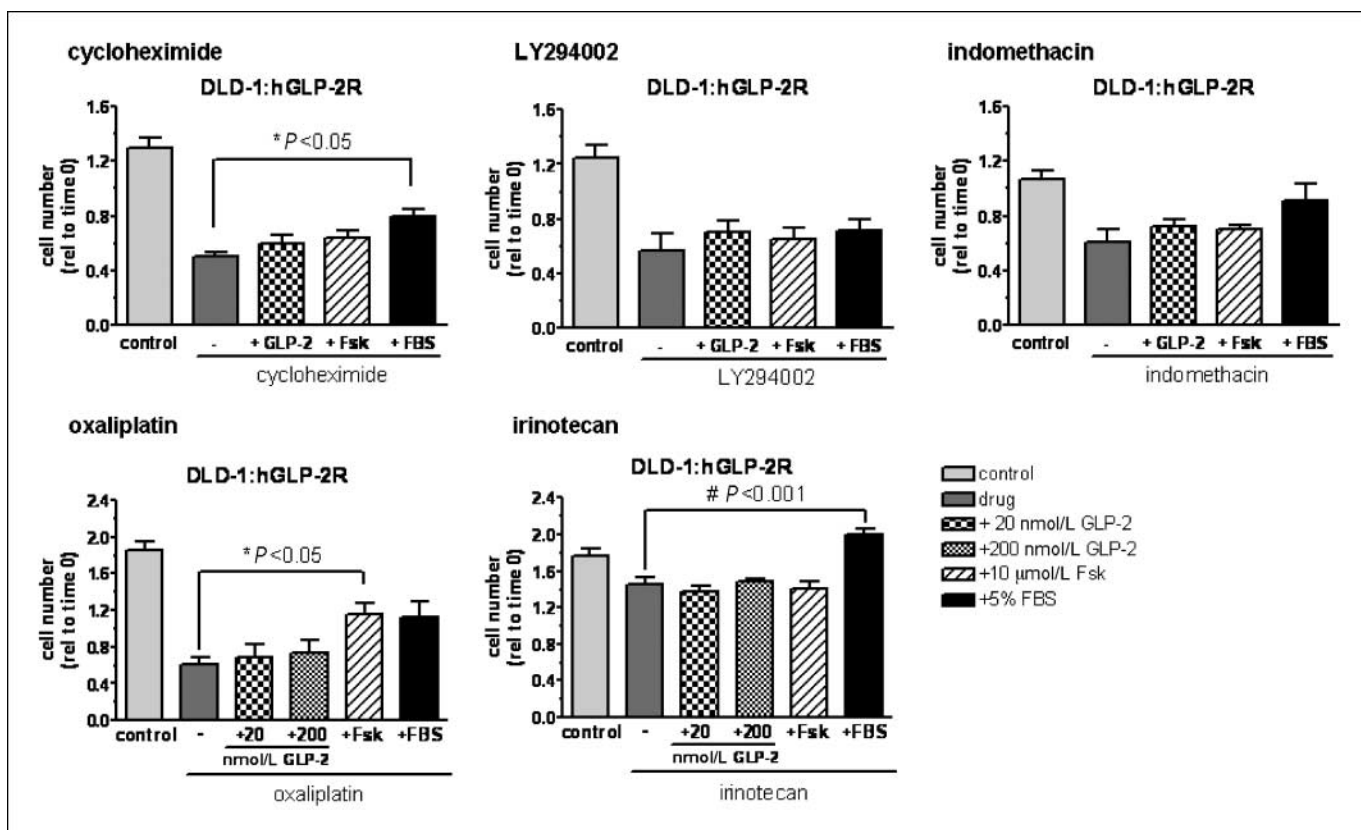 cycloheximide
DLD-1:hGLP-2R
cell number
(rel to time 0)
1.6
1.2
0.8
0.4
0.0
*P<0.05
control - + GLP-2 + Fsk + FBS
cycloheximide
LY294002
DLD-1:hGLP-2R
cell number
(rel to time 0)
1.6
1.2
0.8
0.4
0.0
control - + GLP-2 + Fsk + FBS
LY294002
indomethacin
DLD-1:hGLP-2R
cell number
(rel to time 0)
1.6
1.2
0.8
0.4
0.0
control - + GLP-2 + Fsk + FBS
indomethacin
oxaliplatin
DLD-1:hGLP-2R
cell number
(rel to time 0)
2.4
2.0
1.6
1.2
0.8
0.4
0.0
*P<0.05
control - +20 +200 +Fsk +FBS
nmol/L GLP-2
oxaliplatin
irinotecan
DLD-1:hGLP-2R
cell number
(rel to time 0)
2.4
2.0
1.6
1.2
0.8
0.4
0.0
# P<0.001
control - +20 +200 +Fsk +FBS
nmol/L GLP-2
irinotecan
control
drug
+ 20 nmol/L GLP-2
+200 nmol/L GLP-2
+10 μmol/L Fsk
+5% FBS